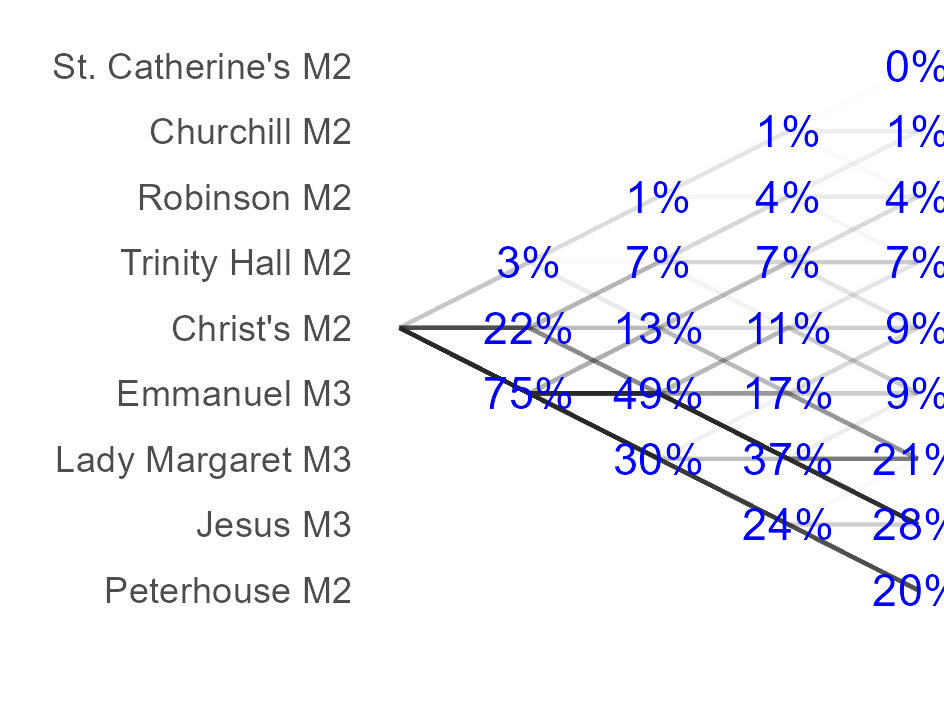 St. Catherine's M2 0%
Churchill M2 1% 1%
Robinson M2 1% 4% 4%
Trinity Hall M2 3% 7% 7% 7%
Christ's M2 22% 13% 11% 9%
Emmanuel M3 75% 49% 17% 9%
Lady Margaret M3 30% 37% 21%
Jesus M3 24% 28%
Peterhouse M2 20%